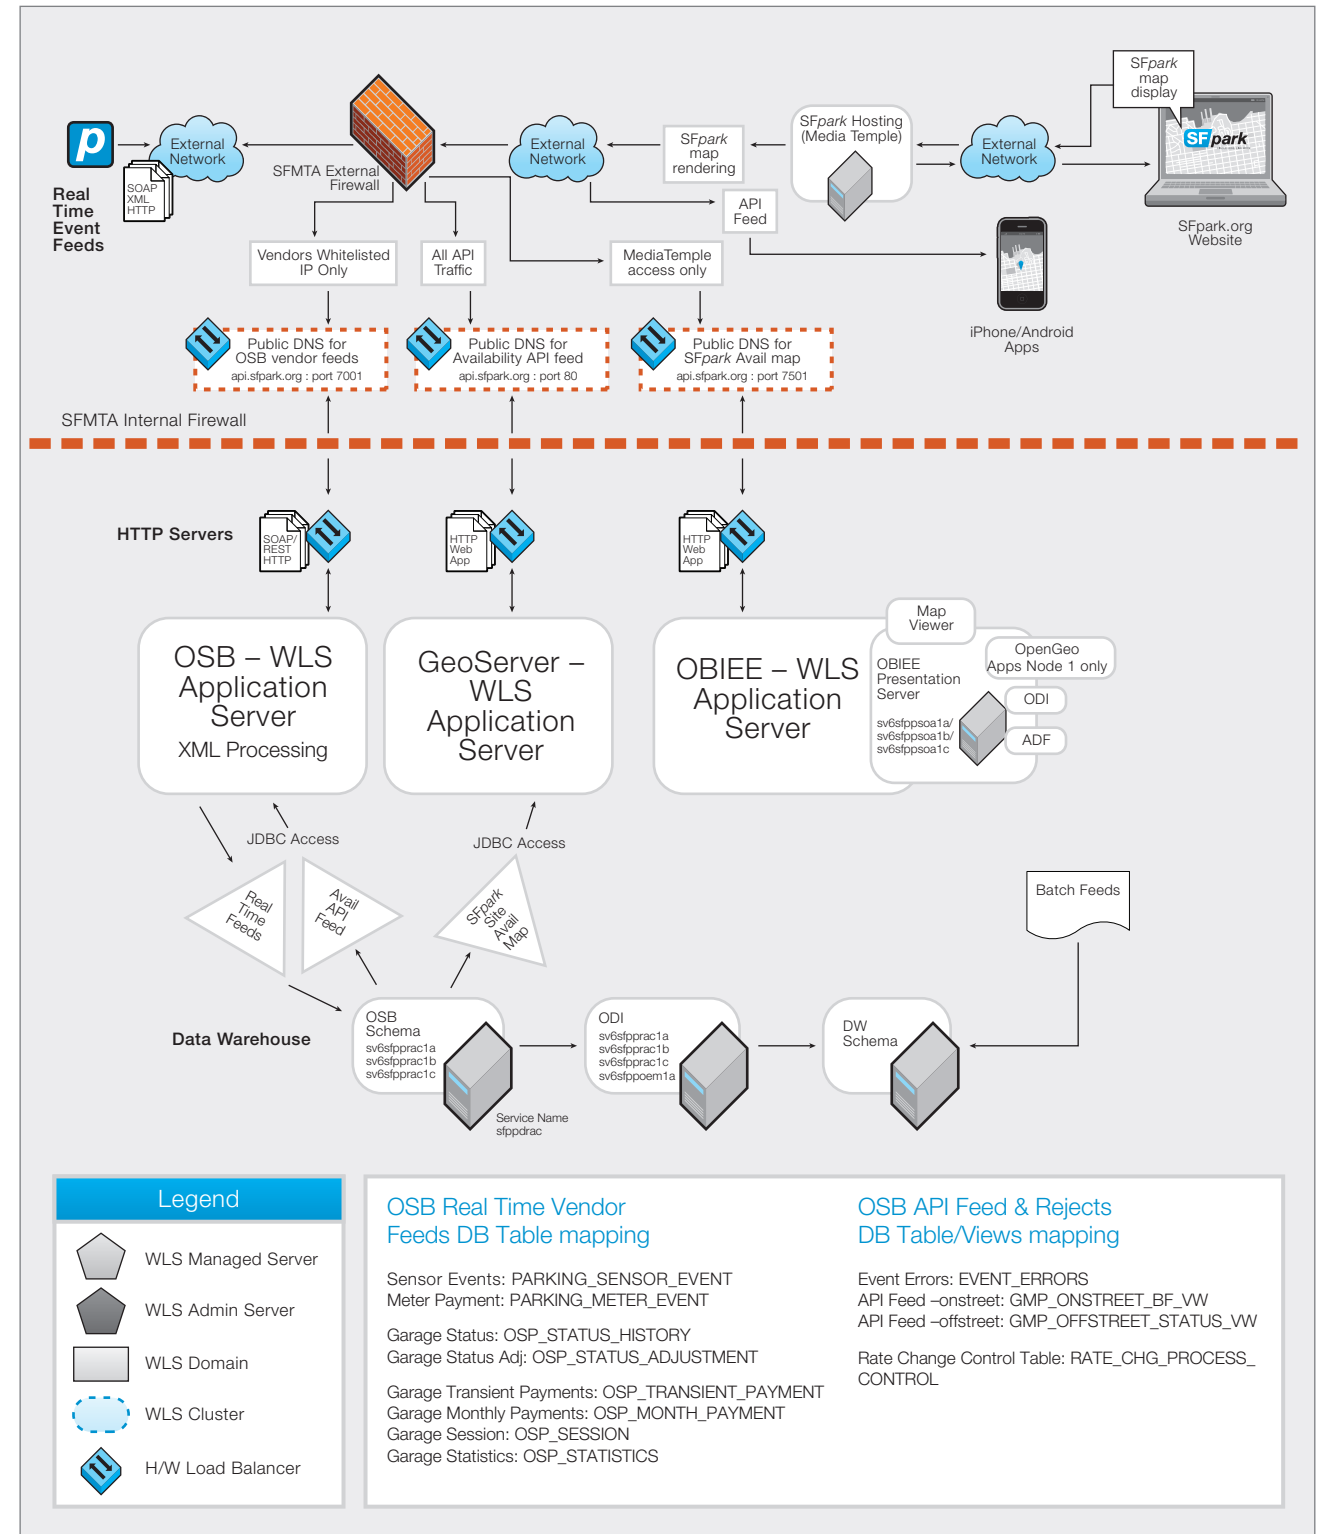 SFpark
map
display
SFpark
p
External
Network
SOAP
XML
HTTP
Real
Time
Event
Feeds
SFMTA External
Firewall
External
Network
SFpark
map
rendering
SFpark Hosting
(Media Temple)
External
Network
SFpark.org
Website
API
Feed
iPhone/Android
Apps
Vendors Whitelisted
IP Only
All API
Traffic
MediaTemple
access only
Public DNS for
OSB vendor feeds
api.sfpark.org : port 7001
Public DNS for
Availability API feed
api.sfpark.org : port 80
Public DNS for
SFpark Avail map
api.sfpark.org : port 7501
SFMTA Internal Firewall
HTTP Servers
SOAP/
REST
HTTP
HTTP
Web
App
HTTP
Web
App
OSB – WLS
Application
Server
XML Processing
GeoServer –
WLS
Application
Server
OBIEE – WLS
Application
Server
Map
Viewer
OBIEE
Presentation
Server
sv6sfppsoa1a/
sv6sfppsoa1b/
sv6sfppsoa1c
OpenGeo
Apps Node 1 only
ODI
ADF
JDBC Access
JDBC Access
Real
Time
Feeds
Avail
API
Feed
SFpark
Site
Avail
Map
Batch Feeds
Data Warehouse
OSB
Schema
sv6sfpprac1a
sv6sfpprac1b
sv6sfpprac1c
Service Name
sfppdrac
ODI
sv6sfpprac1a
sv6sfpprac1b
sv6sfpprac1c
sv6sfppoem1a
DW
Schema
Legend
WLS Managed Server
WLS Admin Server
WLS Domain
WLS Cluster
H/W Load Balancer
OSB Real Time Vendor
Feeds DB Table mapping
Sensor Events: PARKING_SENSOR_EVENT
Meter Payment: PARKING_METER_EVENT
Garage Status: OSP_STATUS_HISTORY
Garage Status Adj: OSP_STATUS_ADJUSTMENT
Garage Transient Payments: OSP_TRANSIENT_PAYMENT
Garage Monthly Payments: OSP_MONTH_PAYMENT
Garage Session: OSP_SESSION
Garage Statistics: OSP_STATISTICS
OSB API Feed & Rejects
DB Table/Views mapping
Event Errors: EVENT_ERRORS
API Feed –onstreet: GMP_ONSTREET_BF_VW
API Feed –offstreet: GMP_OFFSTREET_STATUS_VW
Rate Change Control Table: RATE_CHG_PROCESS_
CONTROL